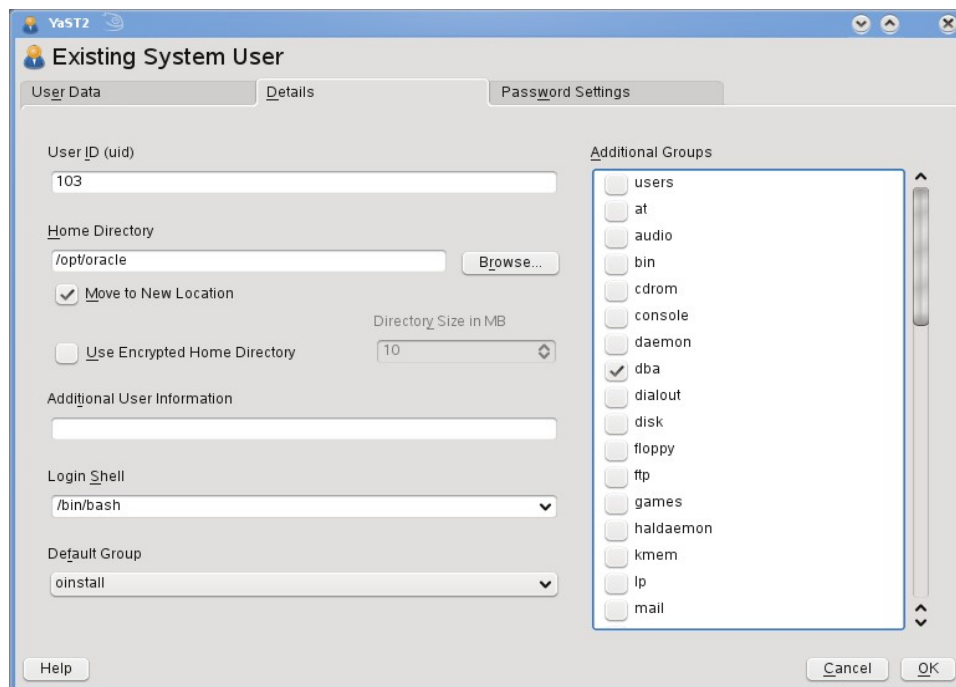 YaST2
Existing System User
User Data
Details
Password Settings
User ID (uid)
103
Home Directory
/opt/oracle
Browse...
Move to New Location
Directory Size in MB
Use Encrypted Home Directory
10
Additional User Information
Login Shell
/bin/bash
Default Group
oinstall
Additional Groups
users
at
audio
bin
cdrom
console
daemon
dba
dialout
disk
floppy
ftp
games
haldaemon
kmem
lp
mail
Help
Cancel
OK